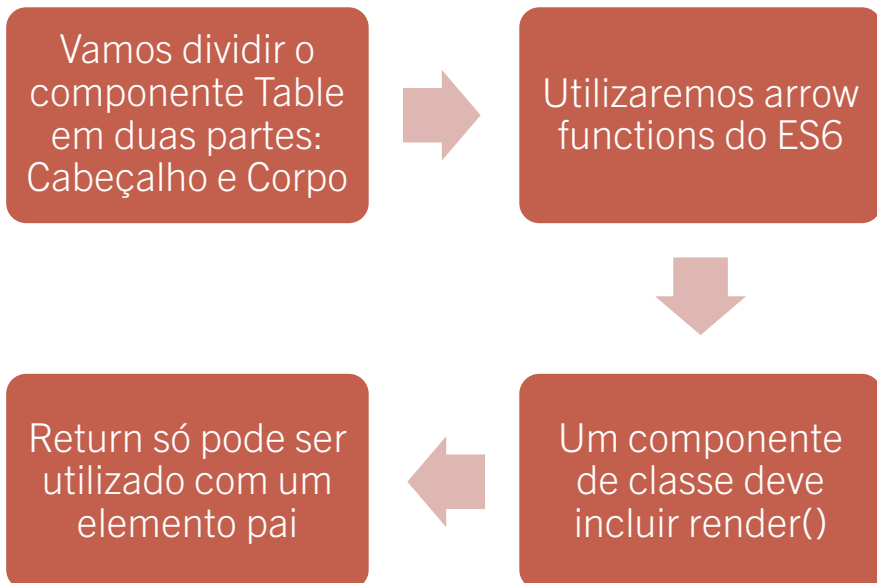 Vamos dividir o
componente Table
em duas partes:
Cabeçalho e Corpo
Utilizaremos arrow
functions do ES6
Um componente
de classe deve
incluir render()
Return só pode ser
utilizado com um
elemento pai